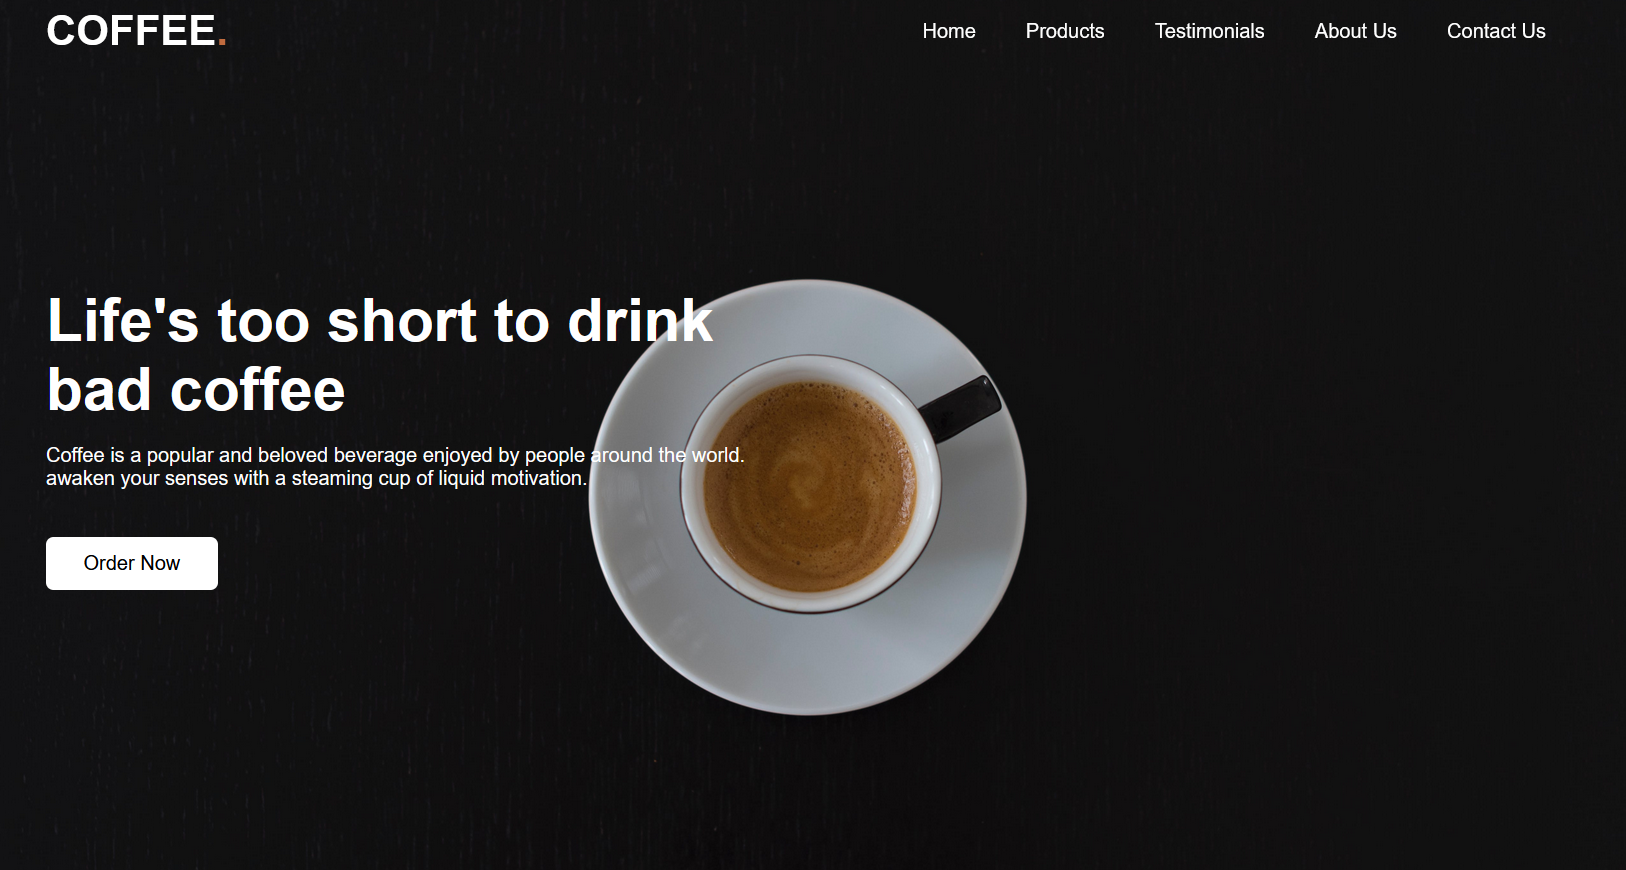 COFFEE.
Home Products Testimonials About Us Contact Us
Life's too short to drink
bad coffee
Coffee is a popular and beloved beverage enjoyed by people around the world.
awaken your senses with a steaming cup of liquid motivation.
Order Now